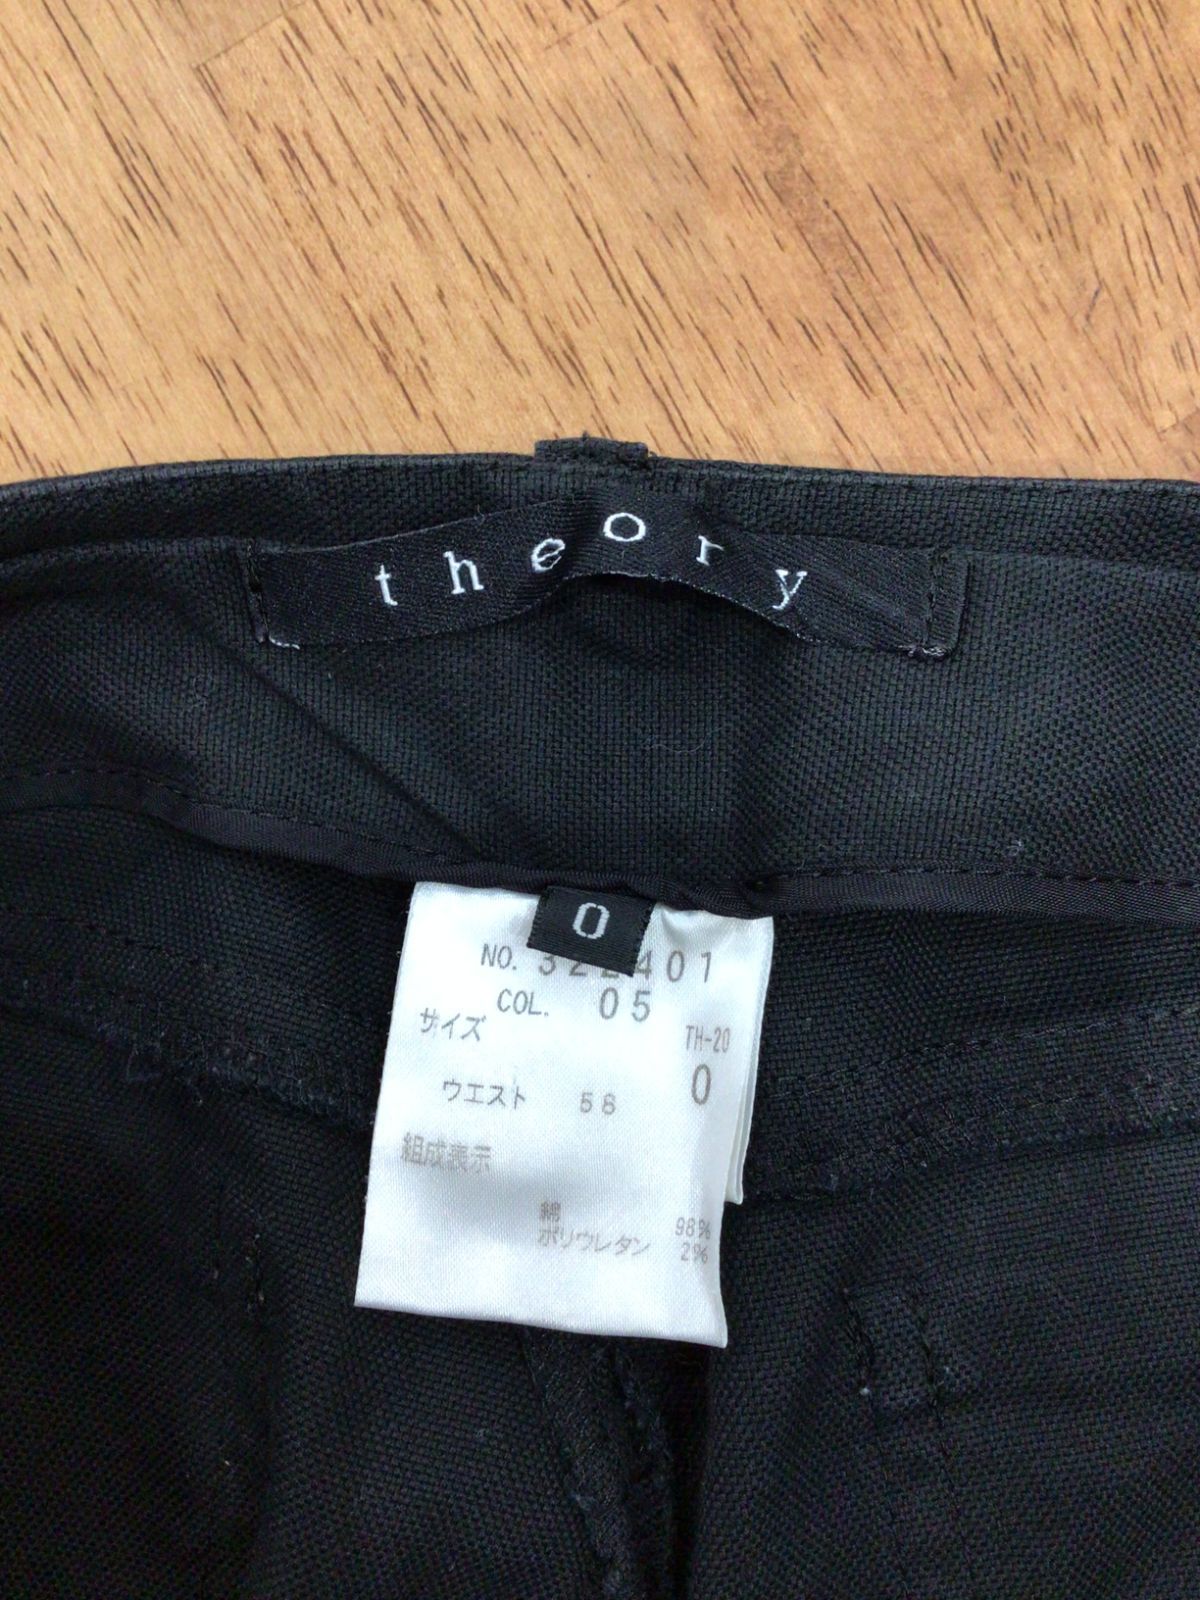 theory
0
NO. 322401
COL. 05
サイズ TH-20
0
ウエスト 58
組成表示
綿 98%
ポリウレタン 2%